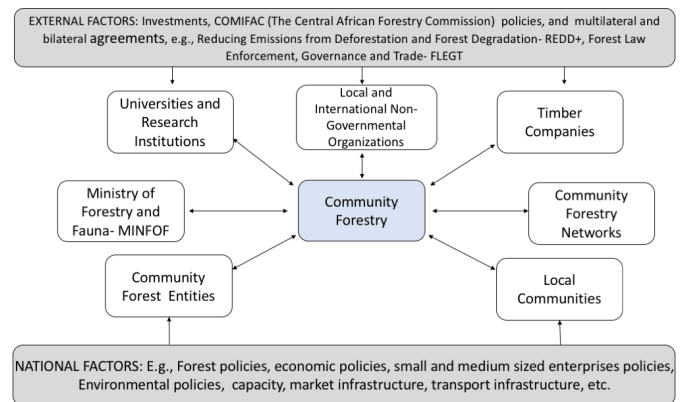 EXTERNAL FACTORS: Investments, COMIFAC (The Central African Forestry Commission) policies, and multilateral and
bilateral agreements, e.g., Reducing Emissions from Deforestation and Forest Degradation- REDD+, Forest Law
Enforcement, Governance and Trade- FLEGT
Universities and
Research
Institutions
Local and
International Non-
Governmental
Organizations
Timber
Companies
Ministry of
Forestry and
Fauna- MINFOF
Community
Forestry
Community
Forestry
Networks
Community
Forest Entities
Local
Communities
NATIONAL FACTORS: E.g., Forest policies, economic policies, small and medium sized enterprises policies,
Environmental policies, capacity, market infrastructure, transport infrastructure, etc.